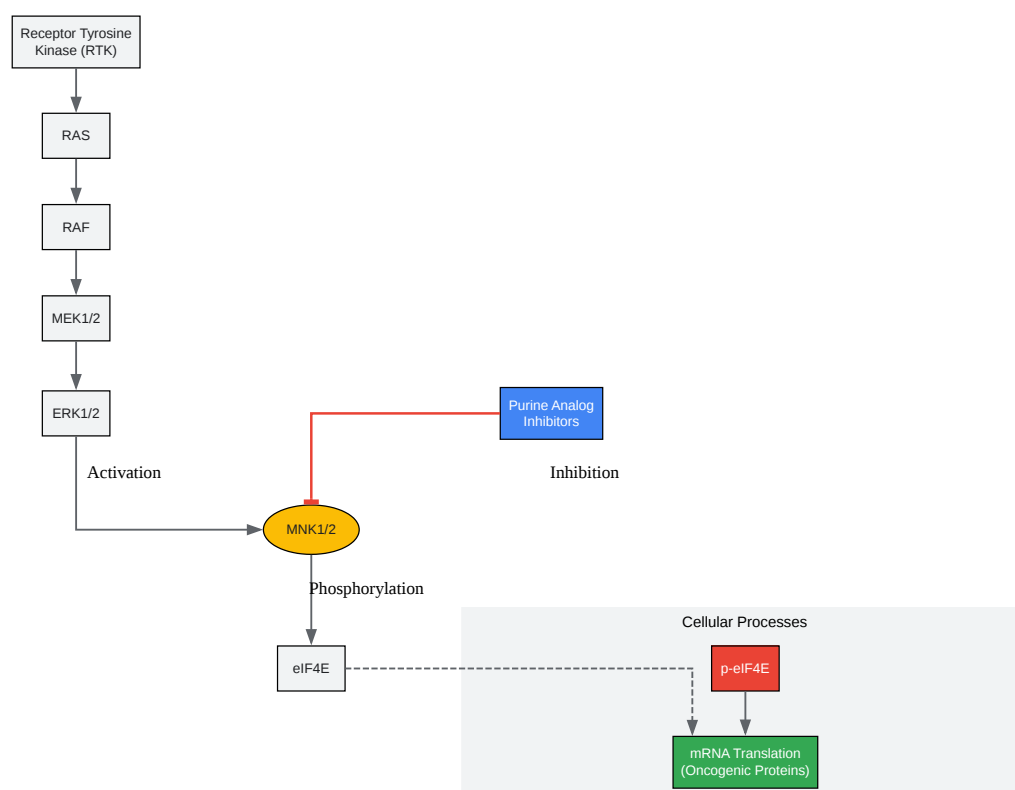 Receptor Tyrosine
Kinase (RTK)
RAS
RAF
MEK1/2
ERK1/2
Purine Analog
Inhibitors
Activation
Inhibition
MNK1/2
Phosphorylation
Cellular Processes
eIF4E
p-eIF4E
mRNA Translation
(Oncogenic Proteins)